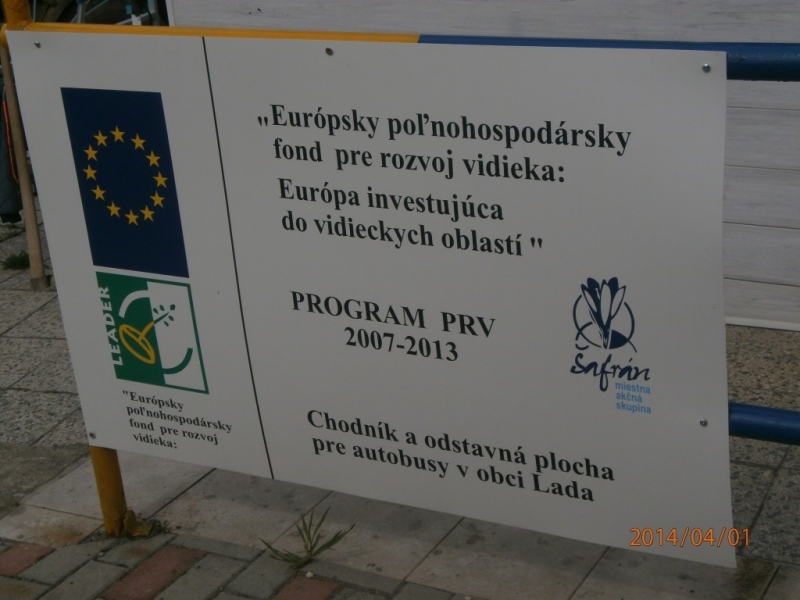 LEADER
"Európsky
poľnohospodársky
fond pre rozvoj
vidieka:
„Európsky poľnohospodársky
fond pre rozvoj vidieka:
Európa investujúca
do vidieckych oblastí "
PROGRAM PRV
2007-2013
Šafrán
miestna
akčná
skupina
Chodník a odstavná plocha
pre autobusy v obci Lada
2014/04/01